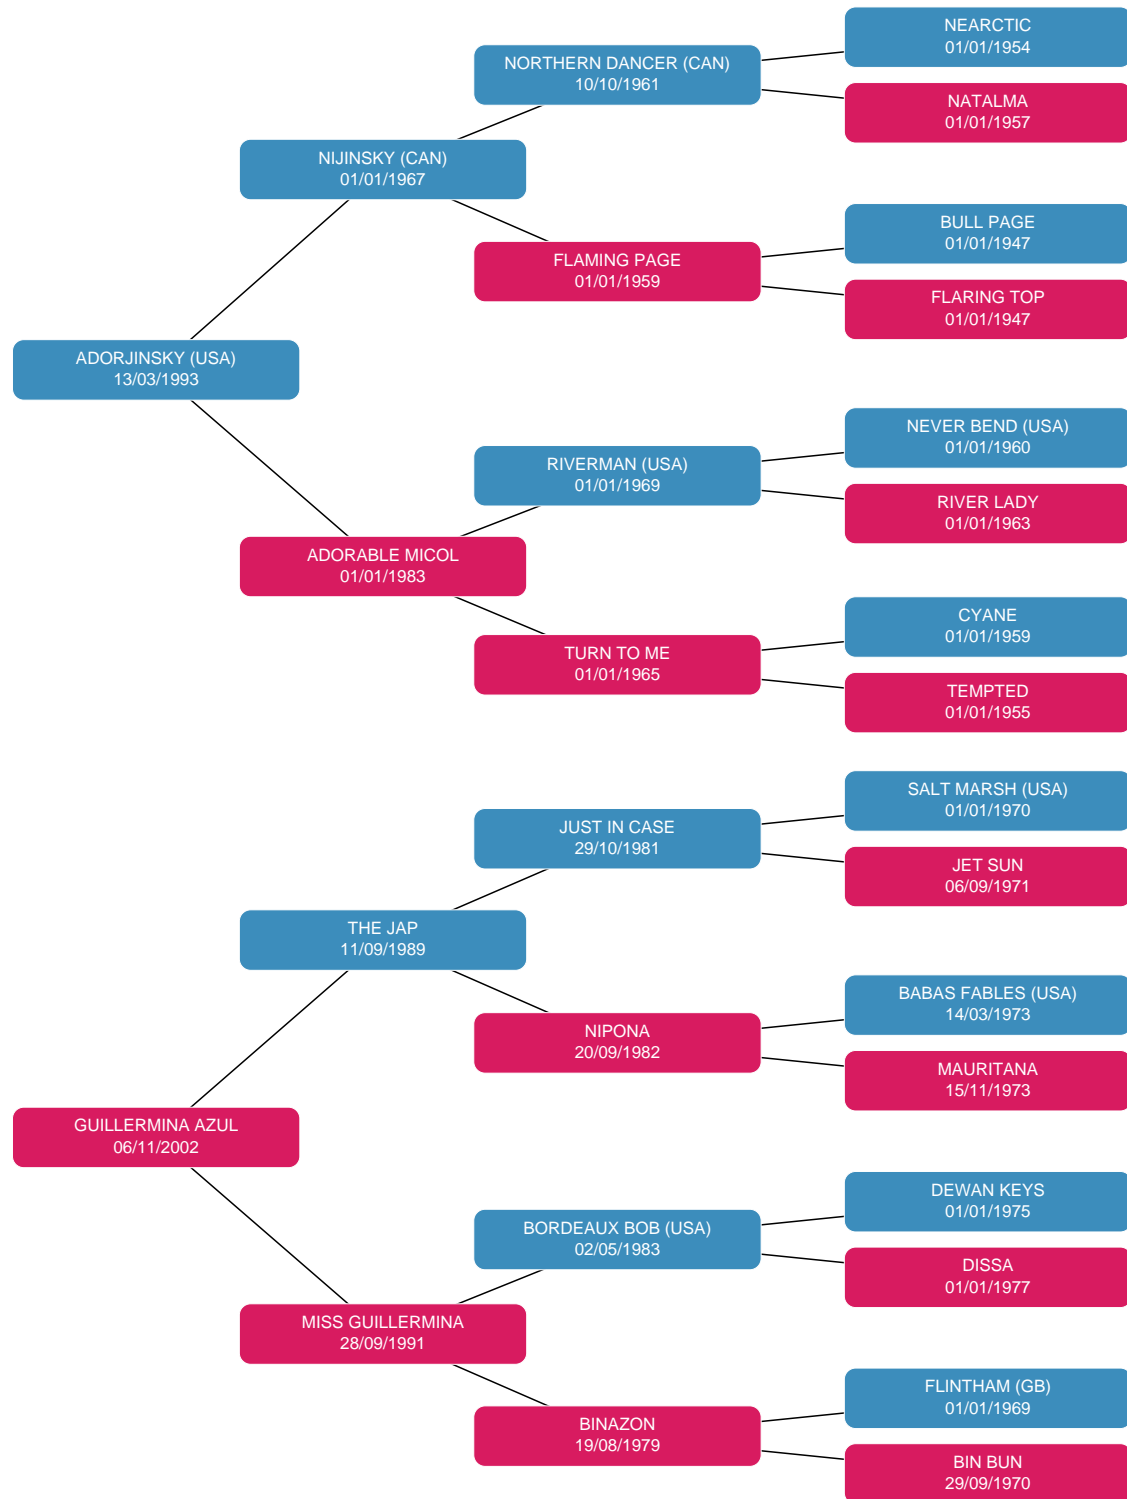 NEARCTIC
01/01/1954
NORTHERN DANCER (CAN)
10/10/1961
NATALMA
01/01/1957
NIJINSKY (CAN)
01/01/1967
BULL PAGE
01/01/1947
FLAMING PAGE
01/01/1959
FLARING TOP
01/01/1947
ADORJINSKY (USA)
13/03/1993
NEVER BEND (USA)
01/01/1960
RIVERMAN (USA)
01/01/1969
RIVER LADY
01/01/1963
ADORABLE MICOL
01/01/1983
CYANE
01/01/1959
TURN TO ME
01/01/1965
TEMPTED
01/01/1955
SALT MARSH (USA)
01/01/1970
JUST IN CASE
29/10/1981
JET SUN
06/09/1971
THE JAP
11/09/1989
BABAS FABLES (USA)
14/03/1973
NIPONA
20/09/1982
MAURITANA
15/11/1973
GUILLERMINA AZUL
06/11/2002
DEWAN KEYS
01/01/1975
BORDEAUX BOB (USA)
02/05/1983
DISSA
01/01/1977
MISS GUILLERMINA
28/09/1991
FLINTHAM (GB)
01/01/1969
BINAZON
19/08/1979
BIN BUN
29/09/1970